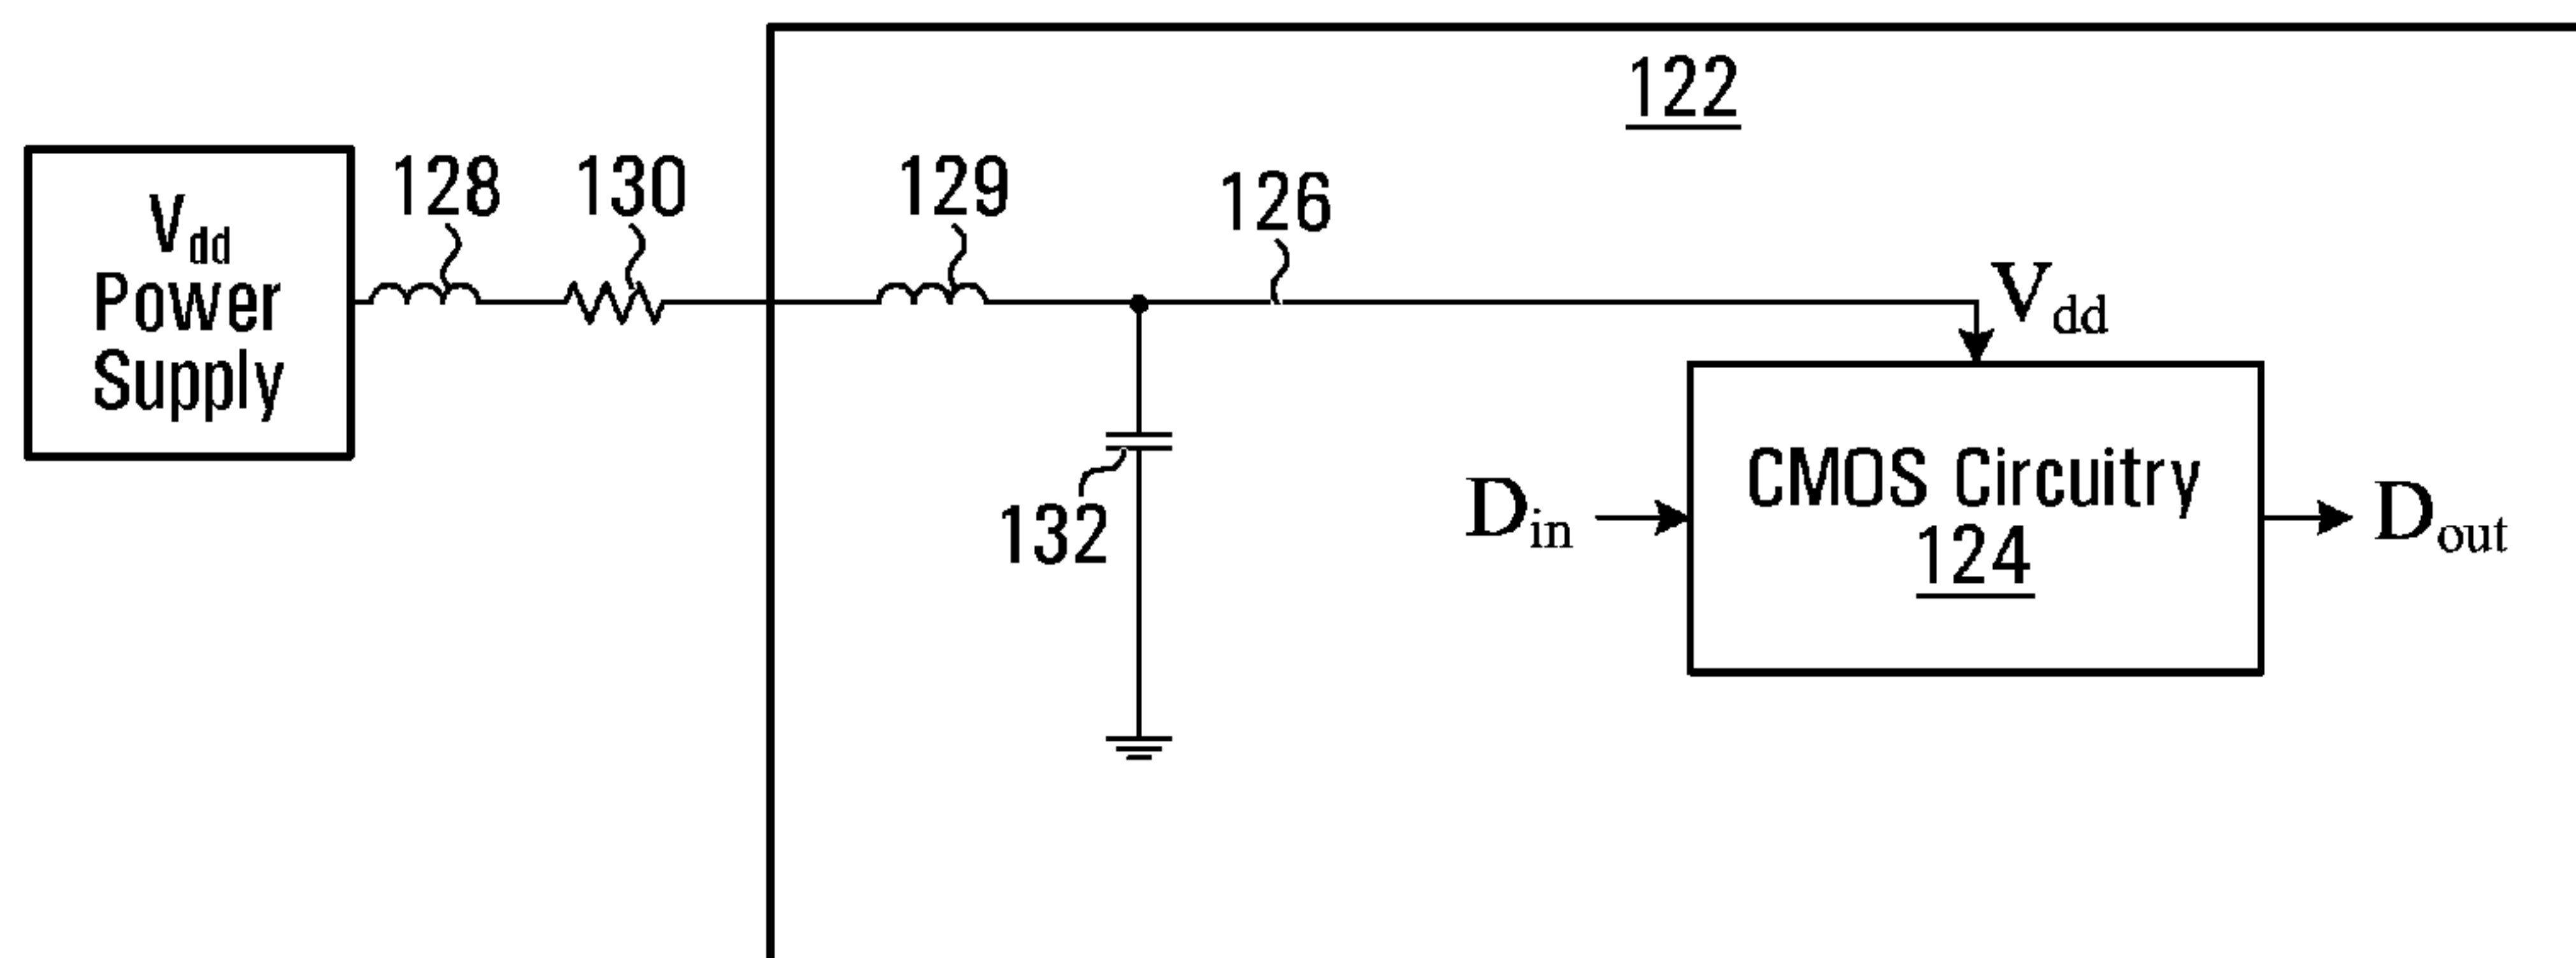 122
128
130
129
126
Vdd
Power
Supply
Vdd
132
Din
CMOS Circuitry
124
Dout